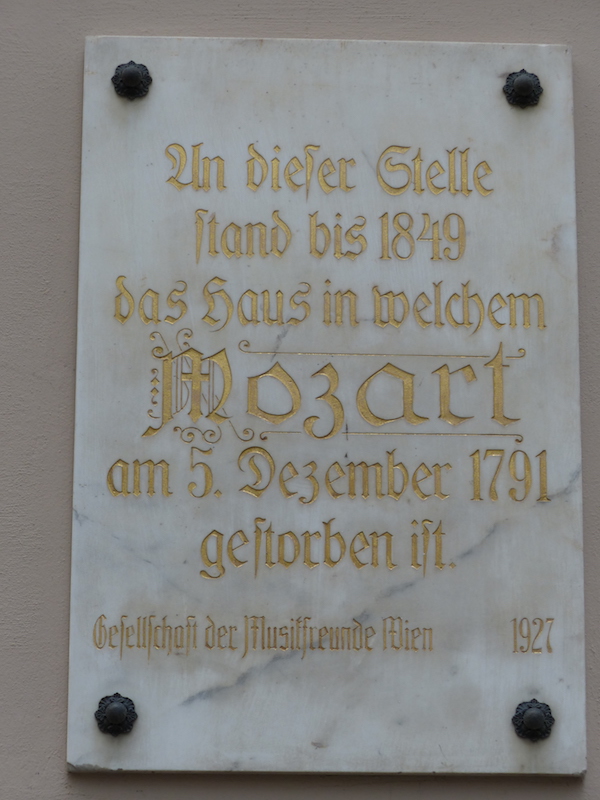 An dieser Stelle
stand bis 1849
das Haus in welchem
Mozart
am 5. Dezember 1791
gestorben ist.
Gesellschaft der Musikfreunde Wien 1927